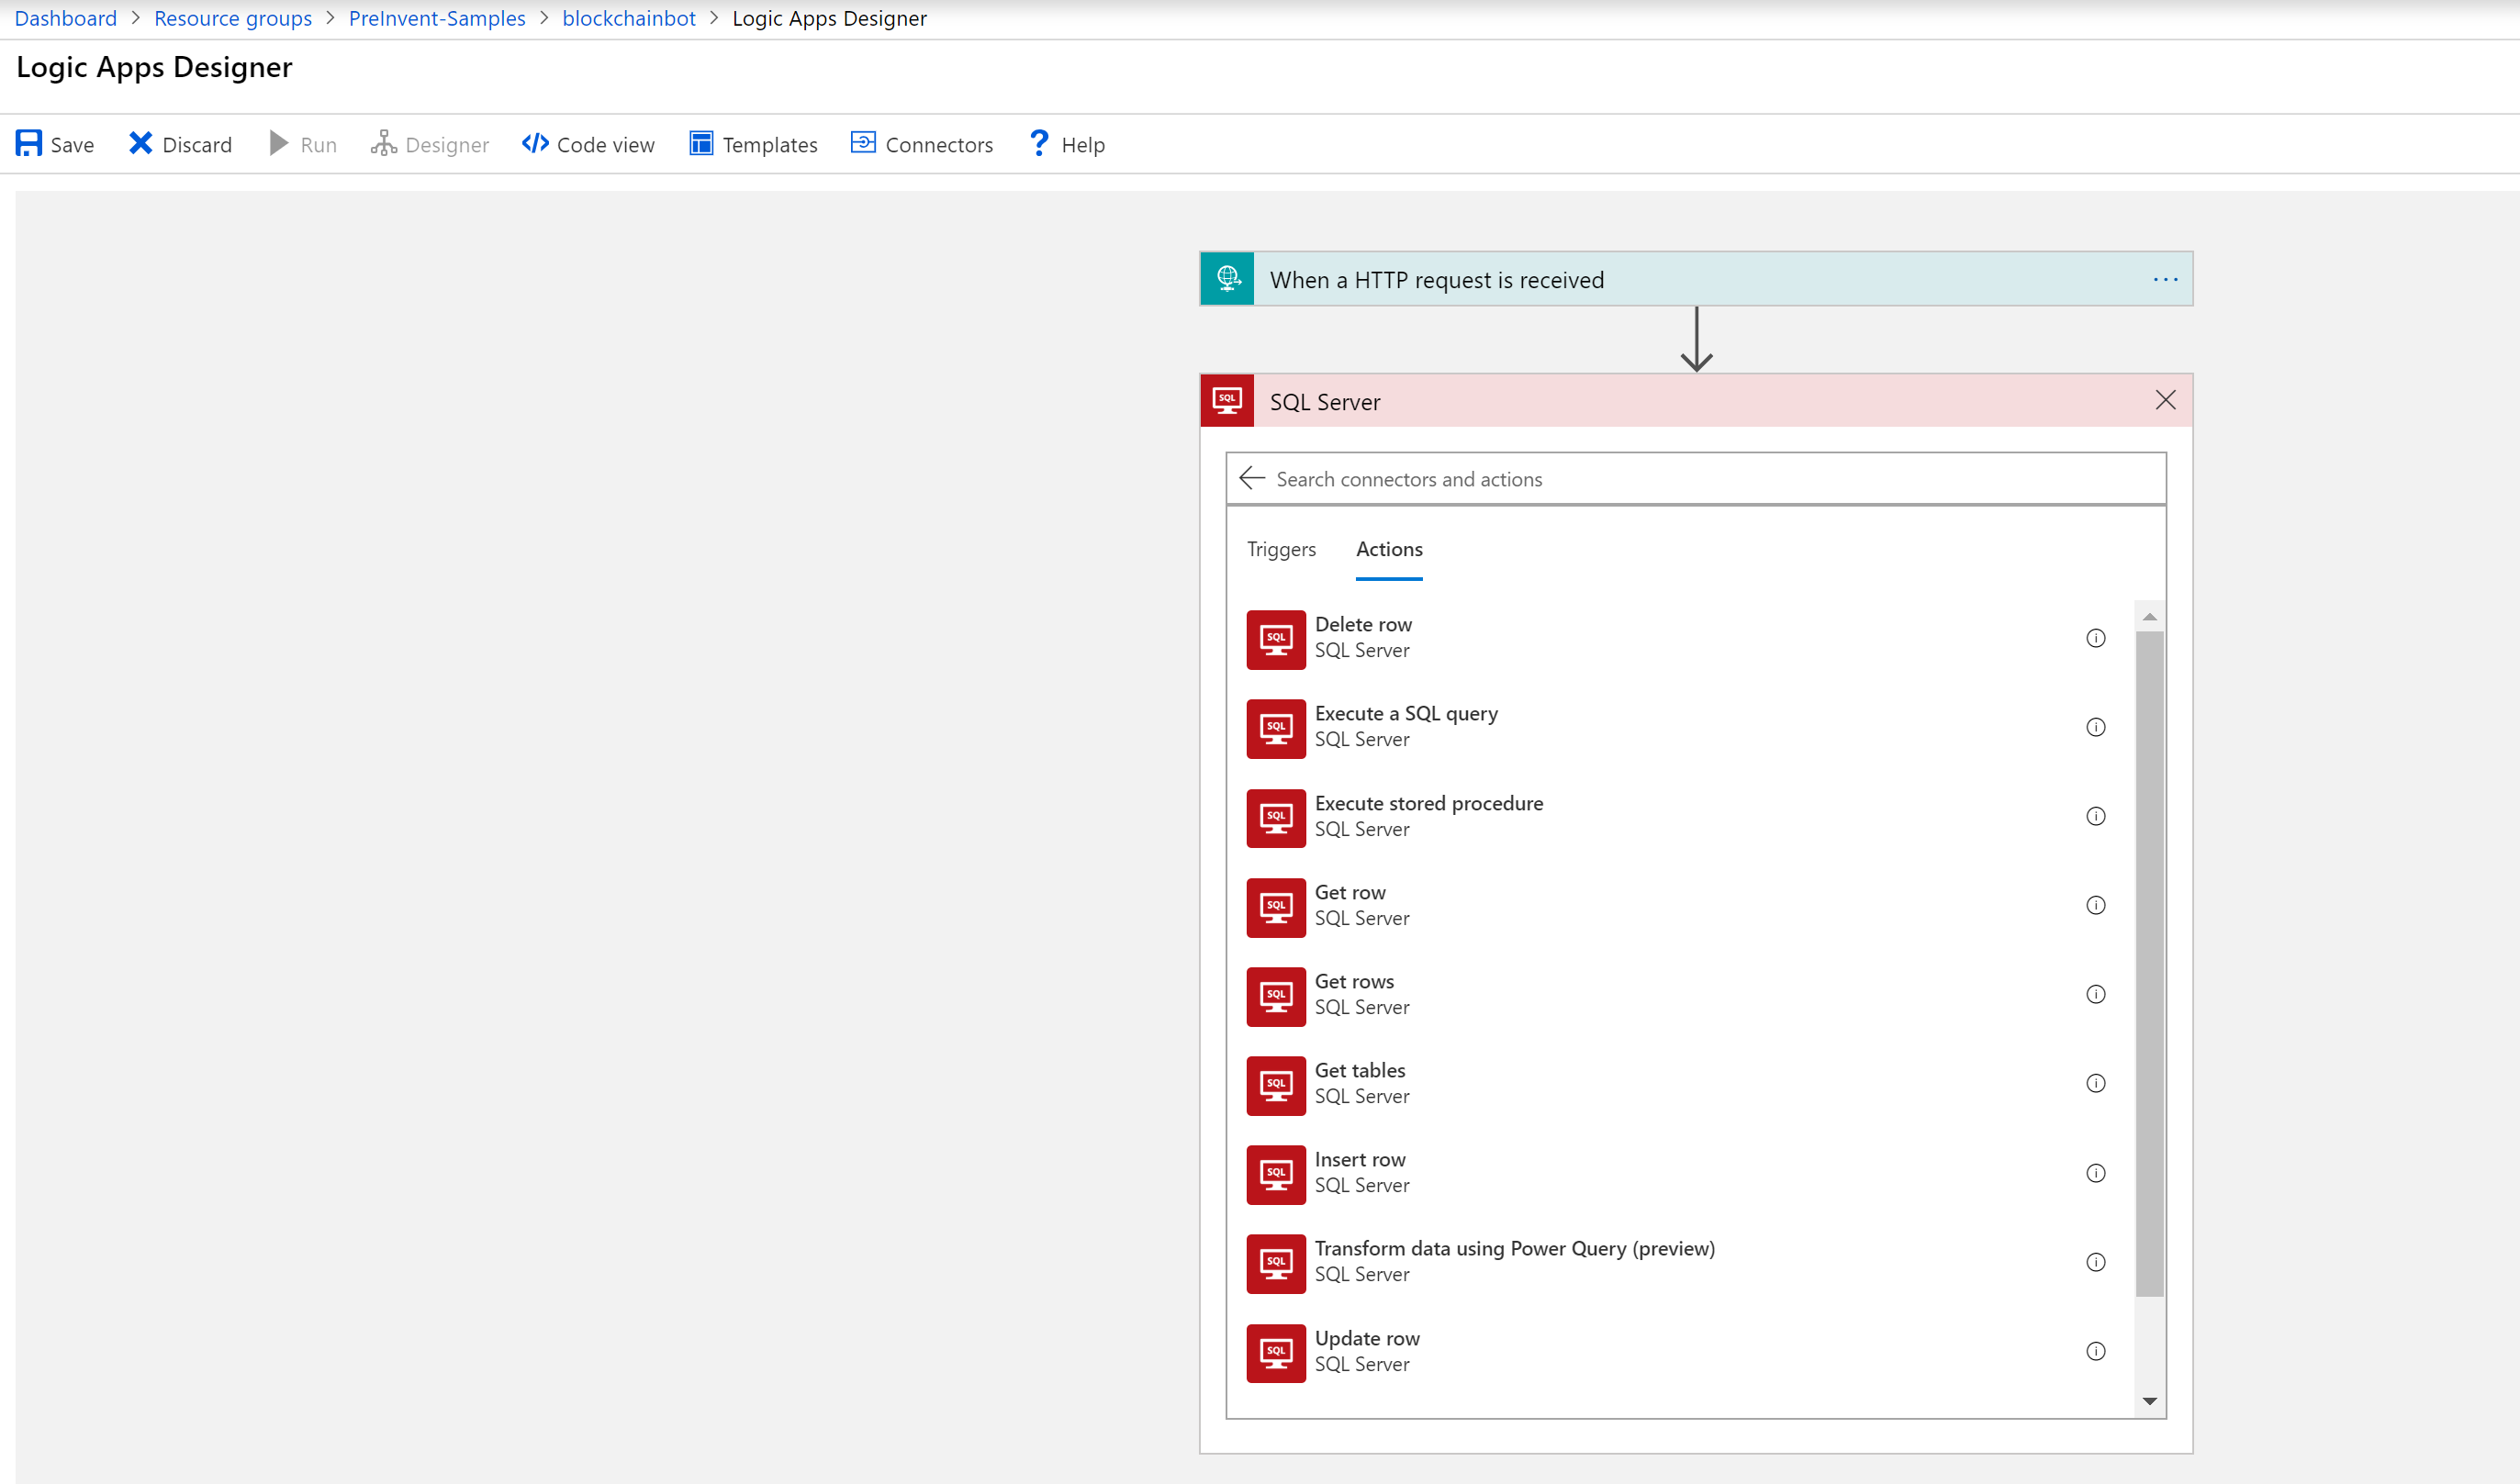 Dashboard > Resource groups > PreInvent-Samples > blockchainbot > Logic Apps Designer
Logic Apps Designer
Save Discard Run Designer Code view Templates Connectors ? Help
When a HTTP request is received ...
SQL SQL Server
Search connectors and actions
Triggers Actions
Delete row
SQL SQL Server
Execute a SQL query
SQL SQL Server
Execute stored procedure
SQL SQL Server
Get row
SQL SQL Server
Get rows
SQL SQL Server
Get tables
SQL SQL Server
Insert row
SQL SQL Server
Transform data using Power Query (preview)
SQL SQL Server
Update row
SQL SQL Server